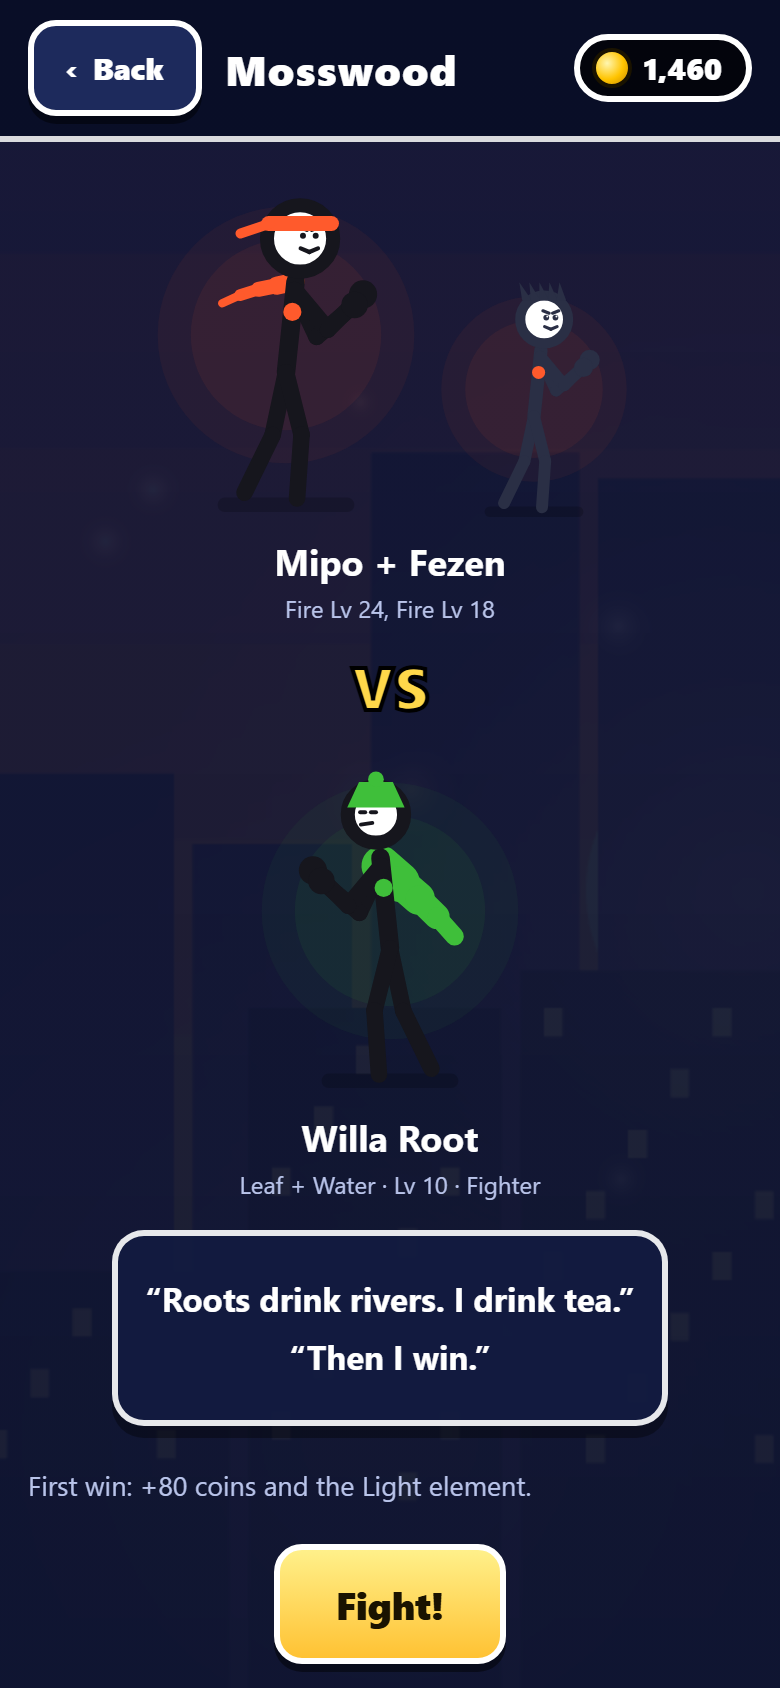 ‹ Back
Mosswood
1,460
Mipo + Fezen
Fire Lv 24, Fire Lv 18
VS
Willa Root
Leaf + Water · Lv 10 · Fighter
“Roots drink rivers. I drink tea.”
“Then I win.”
First win: +80 coins and the Light element.
Fight!